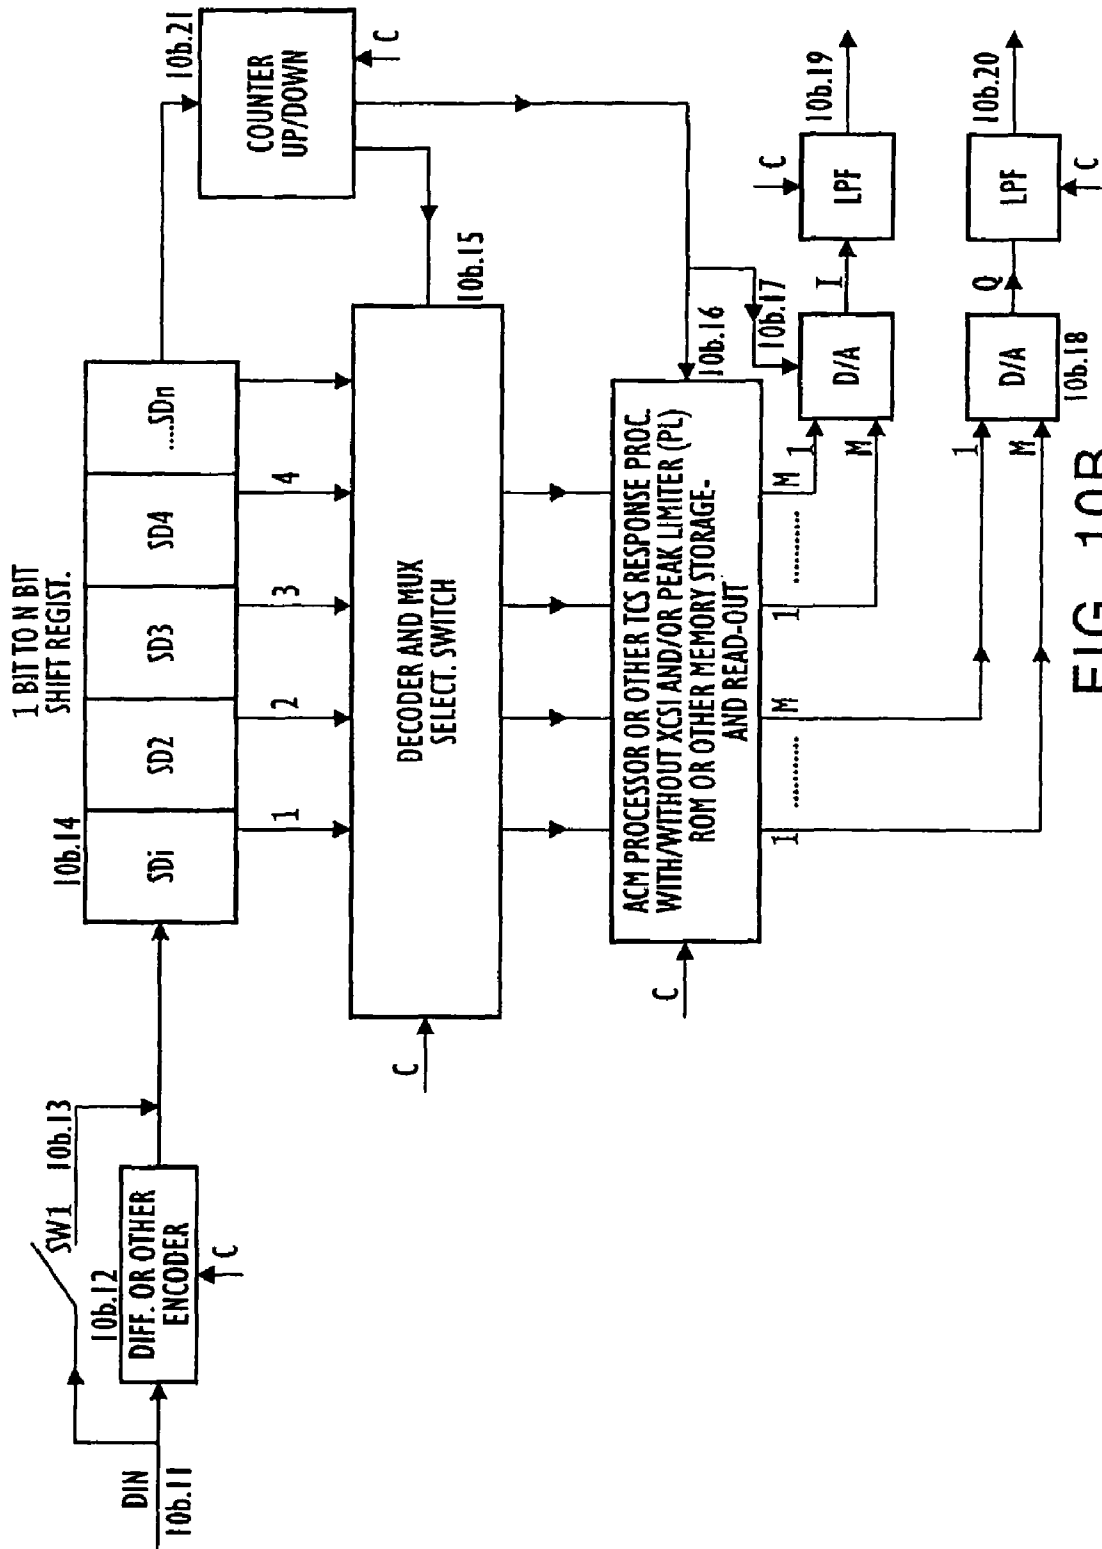 DIN
10b.11
SW1
10b.13
10b.12
DIFF. OR OTHER
ENCODER
C
1 BIT TO N BIT
SHIFT REGIST.
10b.14
SDi
SD2
SD3
SD4
....SDn
10b.21
COUNTER
UP/DOWN
C
1
2
3
4
10b.15
DECODER AND MUX
SELECT. SWITCH
C
10b.16
ACM PROCESSOR OR OTHER TCS RESPONSE PROC.
WITH/WITHOUT XCSI AND/OR PEAK LIMITER (PL)
ROM OR OTHER MEMORY STORAGE-
AND READ-OUT
C
1 .......... M
1 .......... M
10b.17
1
M
D/A
I
C
LPF
10b.19
1
M
D/A
10b.18
Q
LPF
C
10b.20
FIG 10B